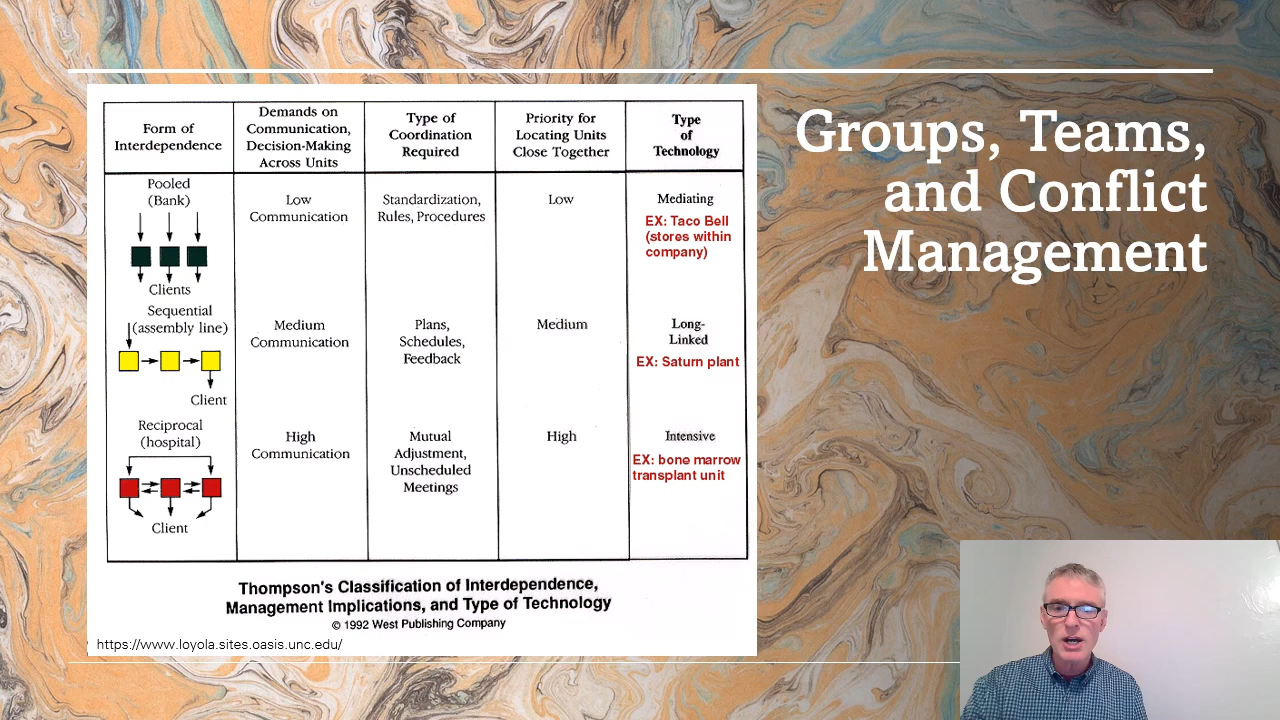 Groups, Teams,
and Conflict
Management
Form of
Interdependence
Demands on
Communication,
Decision-Making
Across Units
Type of
Coordination
Required
Priority for
Locating Units
Close Together
Type
of
Technology
Pooled
(Bank)
Clients
Low
Communication
Standardization,
Rules, Procedures
Low
Mediating
EX: Taco Bell
(stores within
company)
Sequential
(assembly line)
Client
Medium
Communication
Plans,
Schedules,
Feedback
Medium
Long-
Linked
EX: Saturn plant
Reciprocal
(hospital)
Client
High
Communication
Mutual
Adjustment,
Unscheduled
Meetings
High
Intensive
EX: bone marrow
transplant unit
Thompson's Classification of Interdependence,
Management Implications, and Type of Technology
© 1992 West Publishing Company
https://www.loyola.sites.oasis.unc.edu/